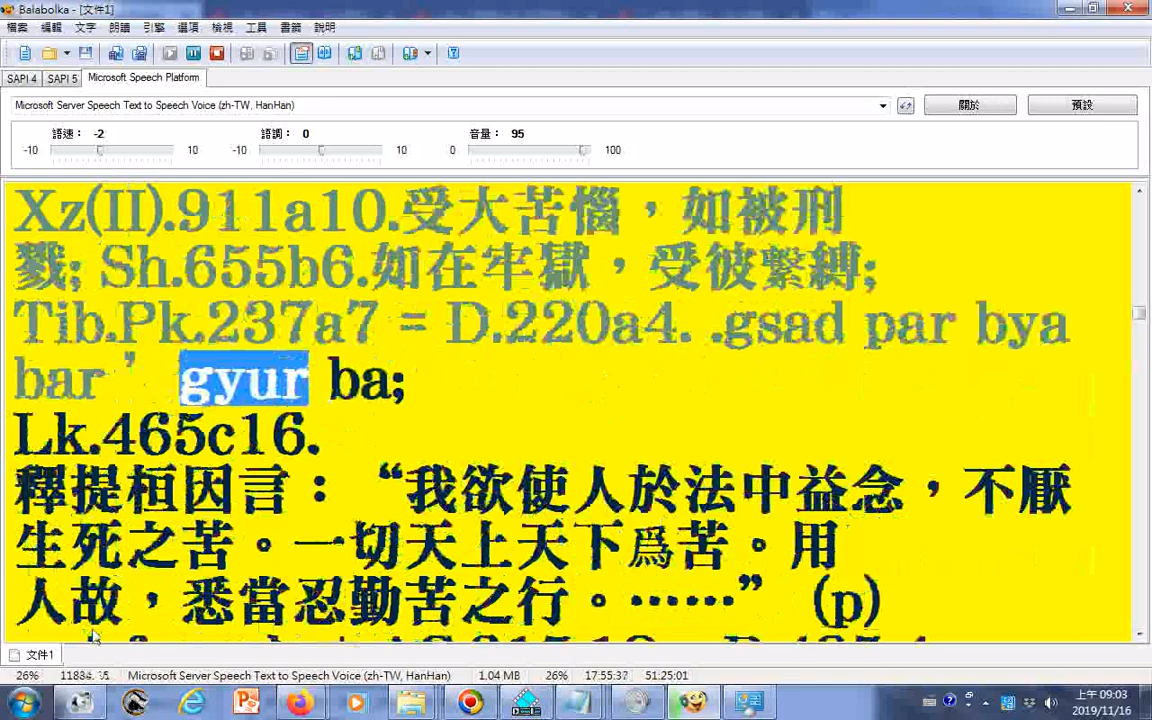 Balabolka - [文件1]
檔案 編輯 文字 朗讀 引擎 選項 檢視 工具 書籤 說明
SAPI 4 SAPI 5 Microsoft Speech Platform
Microsoft Server Speech Text to Speech Voice (zh-TW, HanHan) 關於 預設
語速： -2 語調： 0 音量： 95
-10 10 -10 10 0 100
Xz(II).911a10.受大苦惱，如被刑
戮; Sh.655b6.如在牢獄，受彼繫縛;
Tib.Pk.237a7 = D.220a4. .gsad par bya
bar ’ gyur ba;
Lk.465c16.
釋提桓因言：“我欲使人於法中益念，不厭
生死之苦。一切天上天下爲苦。用
人故，悉當忍勤苦之行。……” (p)
文件1
26% Microsoft Server Speech Text to Speech Voice (zh-TW, HanHan) 1.04 MB 26% 17:55:37 51:25:01
上午 09:03
2019/11/16